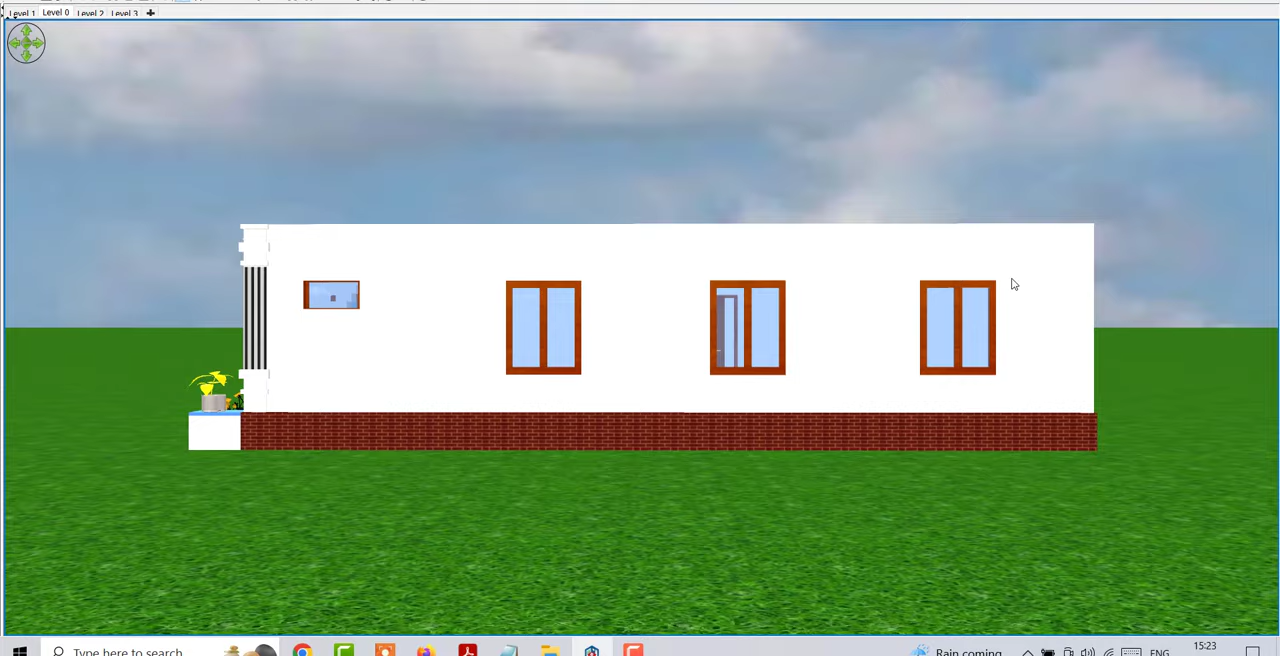 Level 1 Level 0 Level 2 Level 3
Type here to search
Rain coming
ENG
15:23